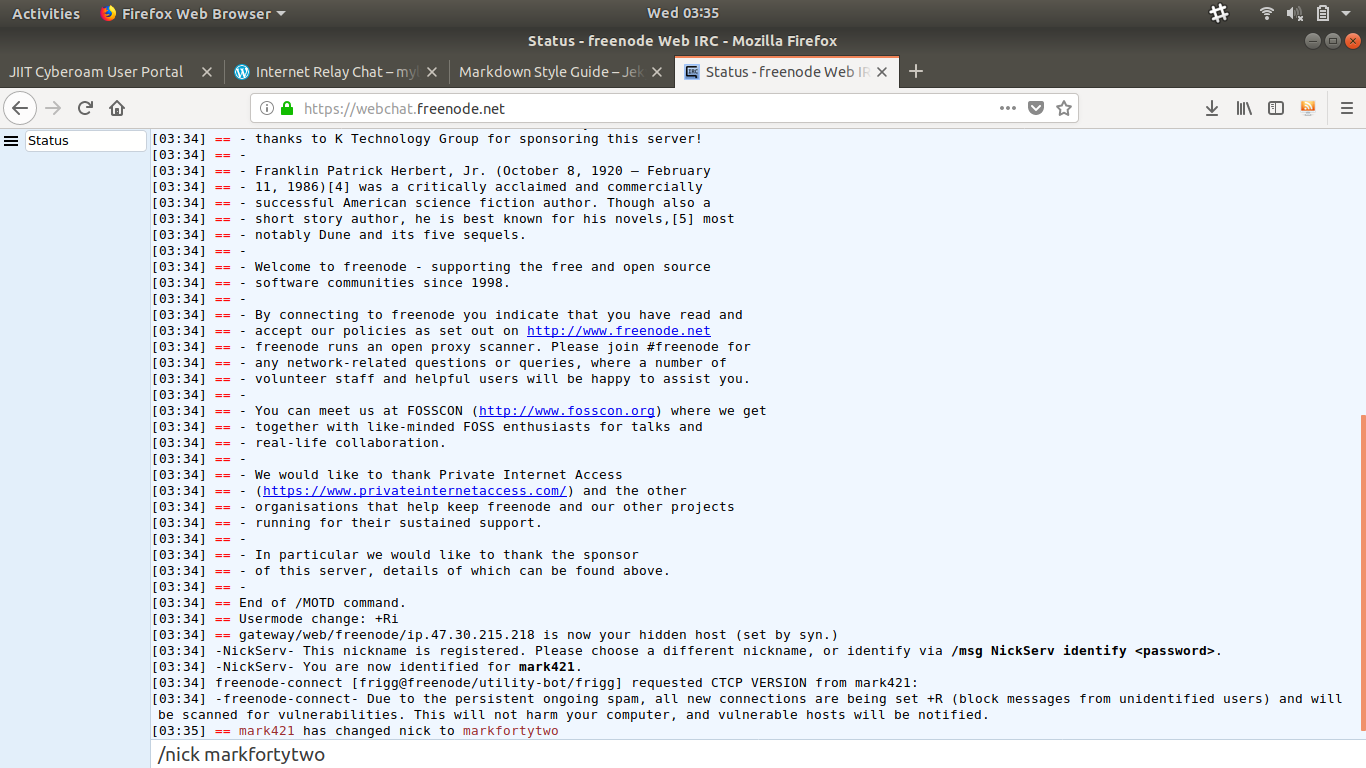 Activities Firefox Web Browser Wed 03:35
Status - freenode Web IRC - Mozilla Firefox
JIIT Cyberoam User Portal Internet Relay Chat – myl Markdown Style Guide – Jek Status - freenode Web IR
https://webchat.freenode.net
Status
[03:34] == - thanks to K Technology Group for sponsoring this server!
[03:34] == -
[03:34] == - Franklin Patrick Herbert, Jr. (October 8, 1920 – February
[03:34] == - 11, 1986)[4] was a critically acclaimed and commercially
[03:34] == - successful American science fiction author. Though also a
[03:34] == - short story author, he is best known for his novels,[5] most
[03:34] == - notably Dune and its five sequels.
[03:34] == -
[03:34] == - Welcome to freenode - supporting the free and open source
[03:34] == - software communities since 1998.
[03:34] == -
[03:34] == - By connecting to freenode you indicate that you have read and
[03:34] == - accept our policies as set out on http://www.freenode.net
[03:34] == - freenode runs an open proxy scanner. Please join #freenode for
[03:34] == - any network-related questions or queries, where a number of
[03:34] == - volunteer staff and helpful users will be happy to assist you.
[03:34] == -
[03:34] == - You can meet us at FOSSCON (http://www.fosscon.org) where we get
[03:34] == - together with like-minded FOSS enthusiasts for talks and
[03:34] == - real-life collaboration.
[03:34] == -
[03:34] == - We would like to thank Private Internet Access
[03:34] == - (https://www.privateinternetaccess.com/) and the other
[03:34] == - organisations that help keep freenode and our other projects
[03:34] == - running for their sustained support.
[03:34] == -
[03:34] == - In particular we would like to thank the sponsor
[03:34] == - of this server, details of which can be found above.
[03:34] == -
[03:34] == End of /MOTD command.
[03:34] == Usermode change: +Ri
[03:34] == gateway/web/freenode/ip.47.30.215.218 is now your hidden host (set by syn.)
[03:34] -NickServ- This nickname is registered. Please choose a different nickname, or identify via /msg NickServ identify <password>.
[03:34] -NickServ- You are now identified for mark421.
[03:34] freenode-connect [frigg@freenode/utility-bot/frigg] requested CTCP VERSION from mark421:
[03:34] -freenode-connect- Due to the persistent ongoing spam, all new connections are being set +R (block messages from unidentified users) and will
be scanned for vulnerabilities. This will not harm your computer, and vulnerable hosts will be notified.
[03:35] == mark421 has changed nick to markfortytwo
/nick markfortytwo